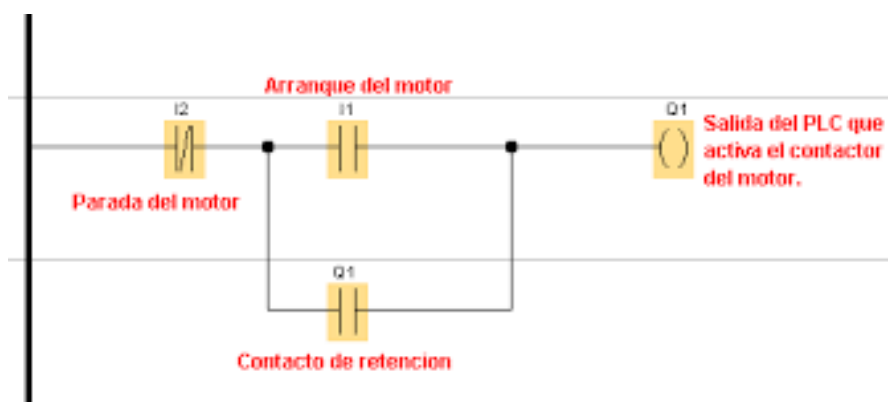 Arranque del motor
I2
I1
Q1
Salida del PLC que
activa el contactor
del motor.
Parada del motor
Q1
Contacto de retencion